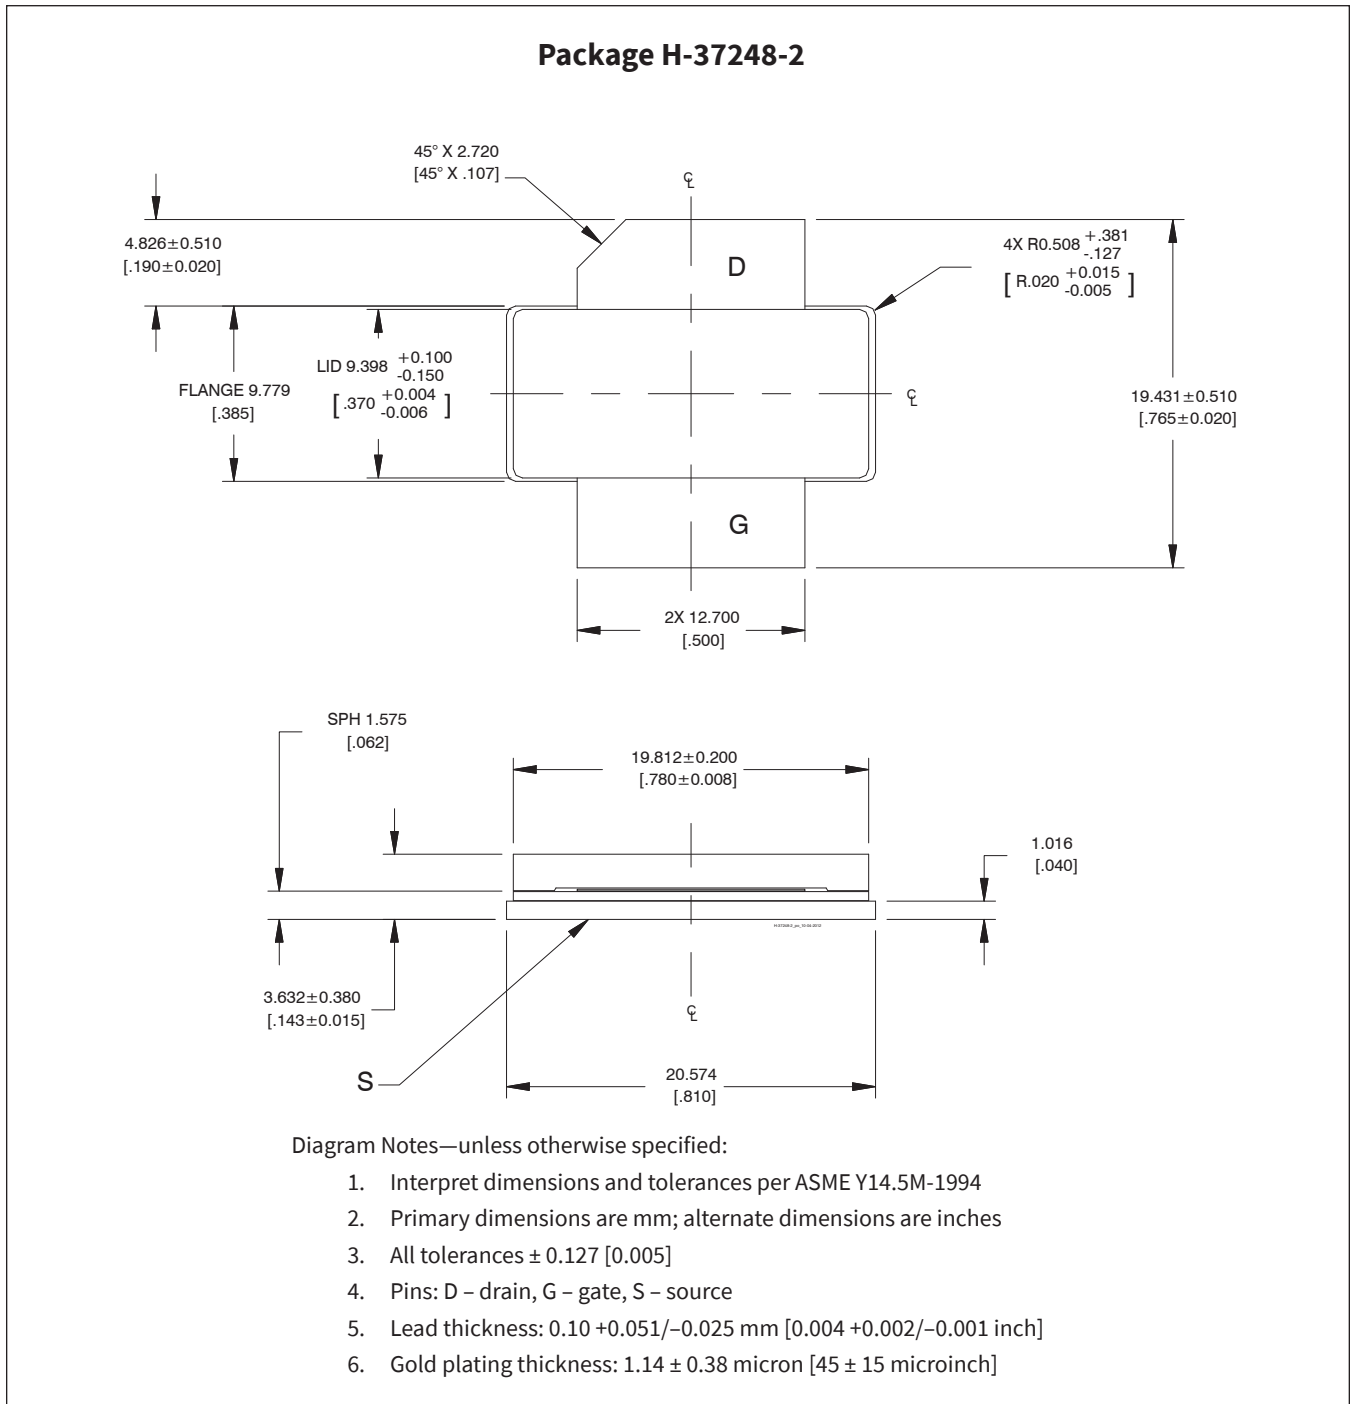 Package H-37248-2
45° X 2.720
[45° X .107]
℄
4.826±0.510
[.190±0.020]
D
4X R0.508 +.381
-.127
[ R.020 +0.015
-0.005 ]
LID 9.398 +0.100
-0.150
[ .370 +0.004
-0.006 ]
FLANGE 9.779
[.385]
℄
19.431±0.510
[.765±0.020]
G
2X 12.700
[.500]
SPH 1.575
[.062]
19.812±0.200
[.780±0.008]
1.016
[.040]
3.632±0.380
[.143±0.015]
℄
S
20.574
[.810]
Diagram Notes—unless otherwise specified:
1. Interpret dimensions and tolerances per ASME Y14.5M-1994
2. Primary dimensions are mm; alternate dimensions are inches
3. All tolerances ± 0.127 [0.005]
4. Pins: D – drain, G – gate, S – source
5. Lead thickness: 0.10 +0.051/–0.025 mm [0.004 +0.002/–0.001 inch]
6. Gold plating thickness: 1.14 ± 0.38 micron [45 ± 15 microinch]